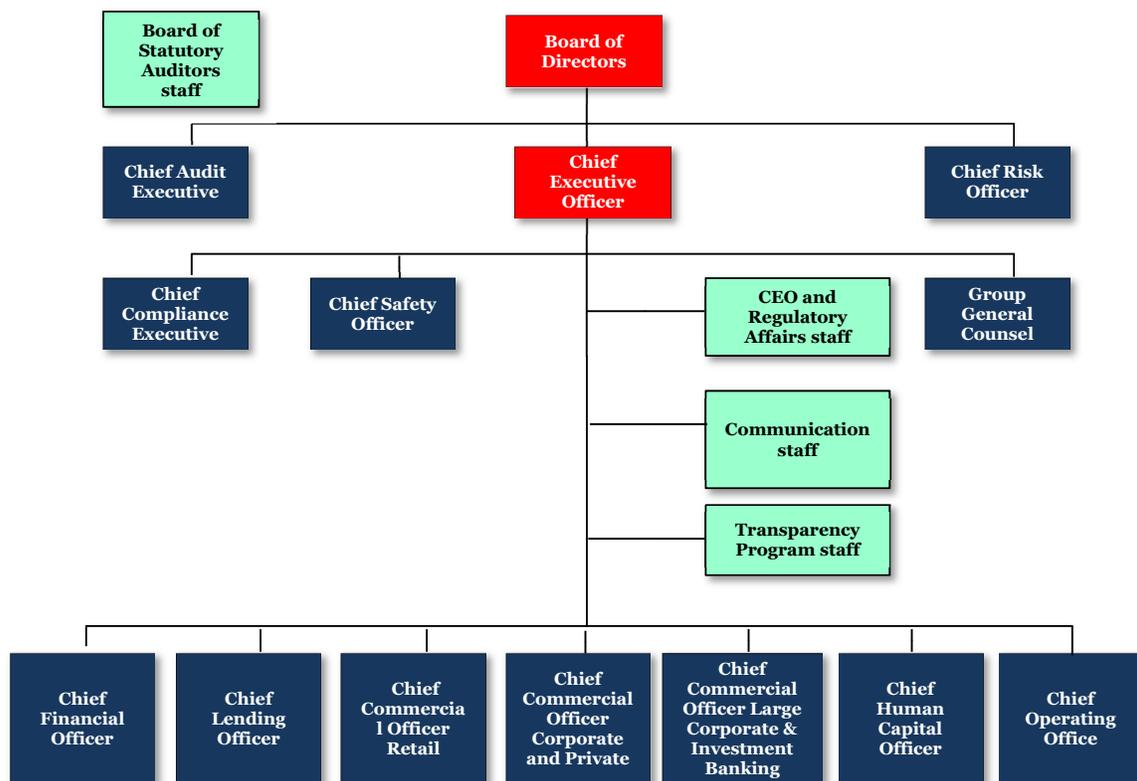 Board of
Statutory
Auditors
staff
Board of
Directors
Chief Audit
Executive
Chief
Executive
Officer
Chief Risk
Officer
Chief
Compliance
Executive
Chief Safety
Officer
CEO and
Regulatory
Affairs staff
Group
General
Counsel
Communication
staff
Transparency
Program staff
Chief
Financial
Officer
Chief
Lending
Officer
Chief
Commercia
l Officer
Retail
Chief
Commercial
Officer
Corporate
and Private
Chief
Commercial
Officer Large
Corporate &
Investment
Banking
Chief
Human
Capital
Officer
Chief
Operating
Office